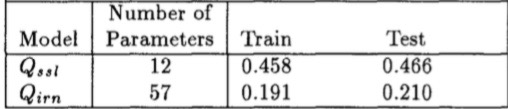 Number of
Model Parameters Train Test
Q_ssl 12 0.458 0.466
Q_irn 57 0.191 0.210